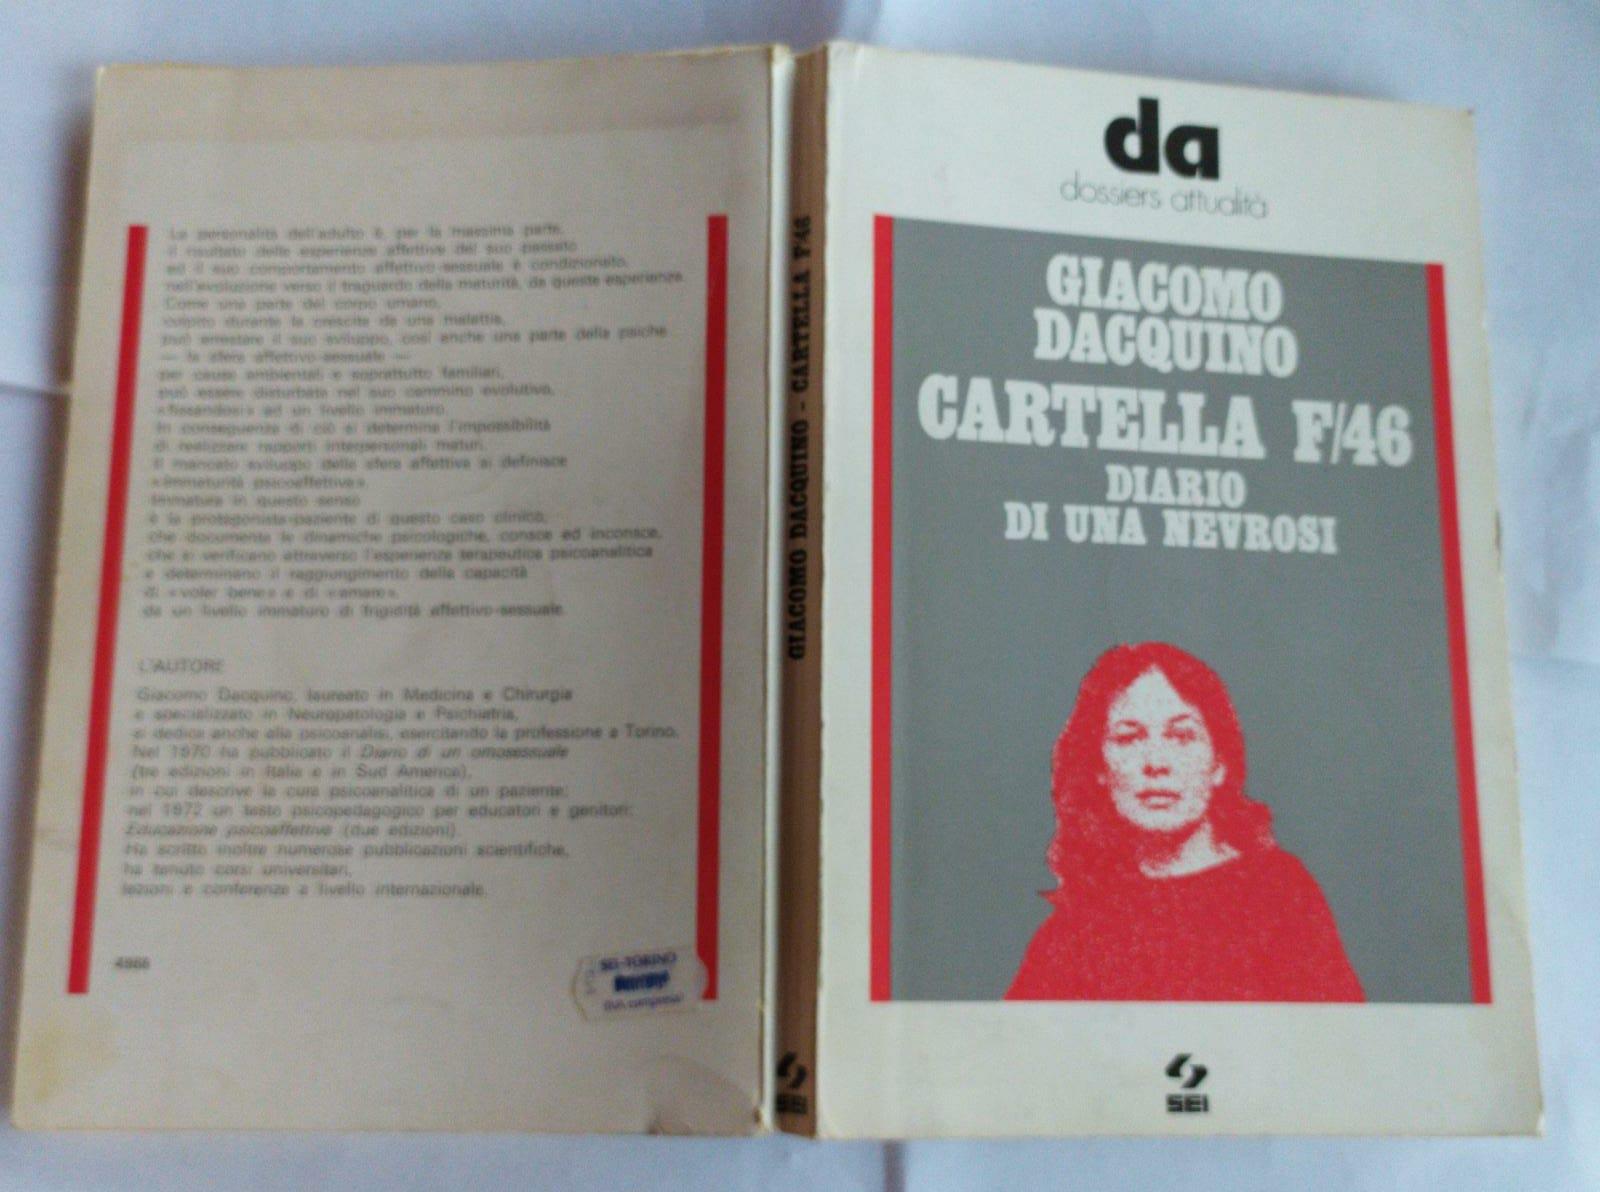 La personalità dell'adulto è, per la massima parte,
il risultato delle esperienze affettive del suo passato
ed il suo comportamento affettivo-sessuale è condizionato,
nell'evoluzione verso il traguardo della maturità, da queste esperienze.
Come una parte del corpo umano,
colpito durante la crescita da una malattia,
può arrestare il suo sviluppo, così anche una parte della psiche
— la sfera affettivo-sessuale —
per cause ambientali e soprattutto familiari,
può essere disturbata nel suo cammino evolutivo,
«fissandosi» ad un livello immaturo.
In conseguenza di ciò si determina l'impossibilità
di realizzare rapporti interpersonali maturi.
Il mancato sviluppo della sfera affettiva si definisce
«immaturità psicoaffettiva».
Immatura in questo senso
è la protagonista-paziente di questo caso clinico,
che documenta le dinamiche psicologiche, consce ed inconsce,
che si verificano attraverso l'esperienza terapeutica psicoanalitica
e determinano il raggiungimento della capacità
di «voler bene» e di «amare»,
da un livello immaturo di frigidità affettivo-sessuale.
L'AUTORE
Giacomo Dacquino, laureato in Medicina e Chirurgia
e specializzato in Neuropatologia e Psichiatria,
si dedica anche alla psicoanalisi, esercitando la professione a Torino.
Nel 1970 ha pubblicato il Diario di un omosessuale
(tre edizioni in Italia e in Sud America),
in cui descrive la cura psicoanalitica di un paziente;
nel 1972 un testo psicopedagogico per educatori e genitori:
Educazione psicoaffettiva (due edizioni).
Ha scritto inoltre numerose pubblicazioni scientifiche,
ha tenuto corsi universitari,
lezioni e conferenze a livello internazionale.
SEI-TORINO
GIACOMO DACQUINO - CARTELLA F/46
SEI
da
dossiers attualità
GIACOMO
DACQUINO
CARTELLA F/46
DIARIO
DI UNA NEVROSI
SEI